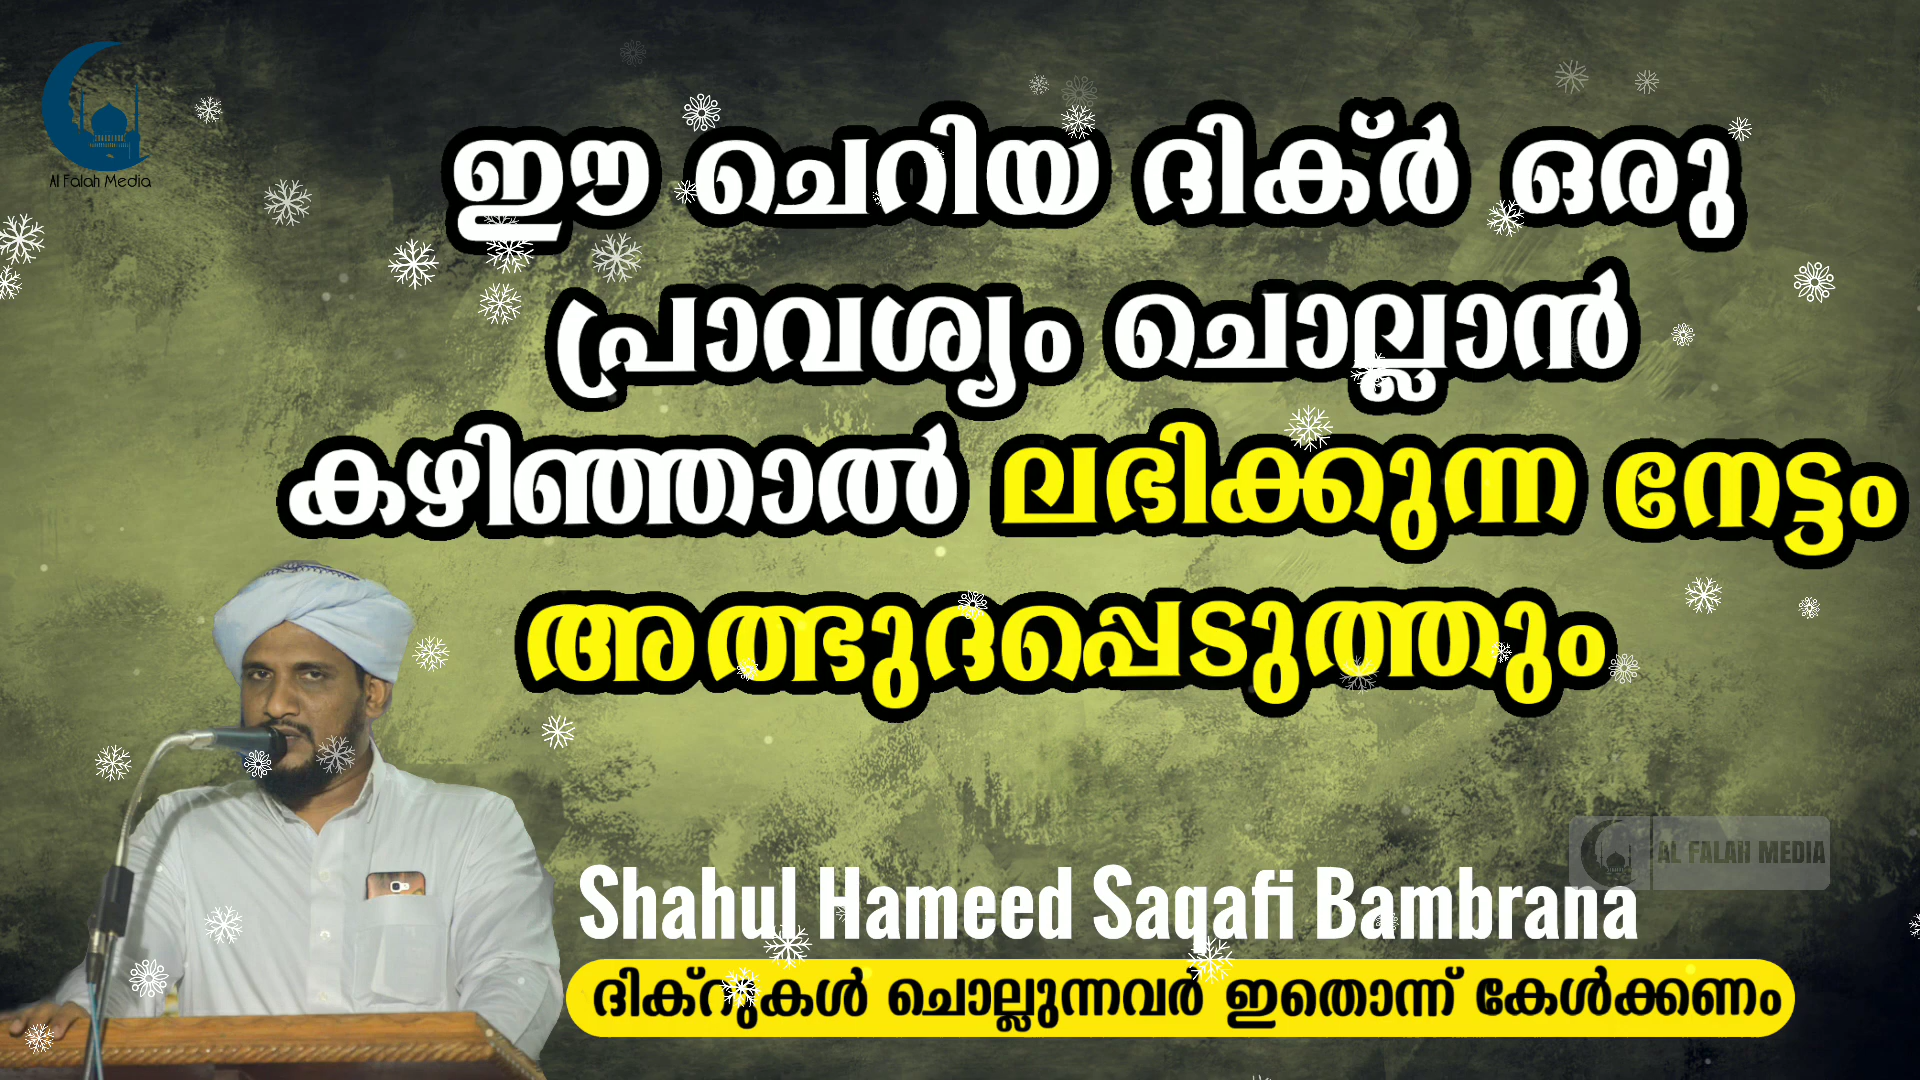 Al Falah Media
ഈ ചെറിയ ദിക്ർ ഒരു
പ്രാവശ്യം ചൊല്ലാൻ
കഴിഞ്ഞാൽ ലഭിക്കുന്ന നേട്ടം
അത്ഭുദപ്പെടുത്തും
AL FALAH MEDIA
Shahul Hameed Saqafi Bambrana
ദിക്റുകൾ ചൊല്ലുന്നവർ ഇതൊന്ന് കേൾക്കണം